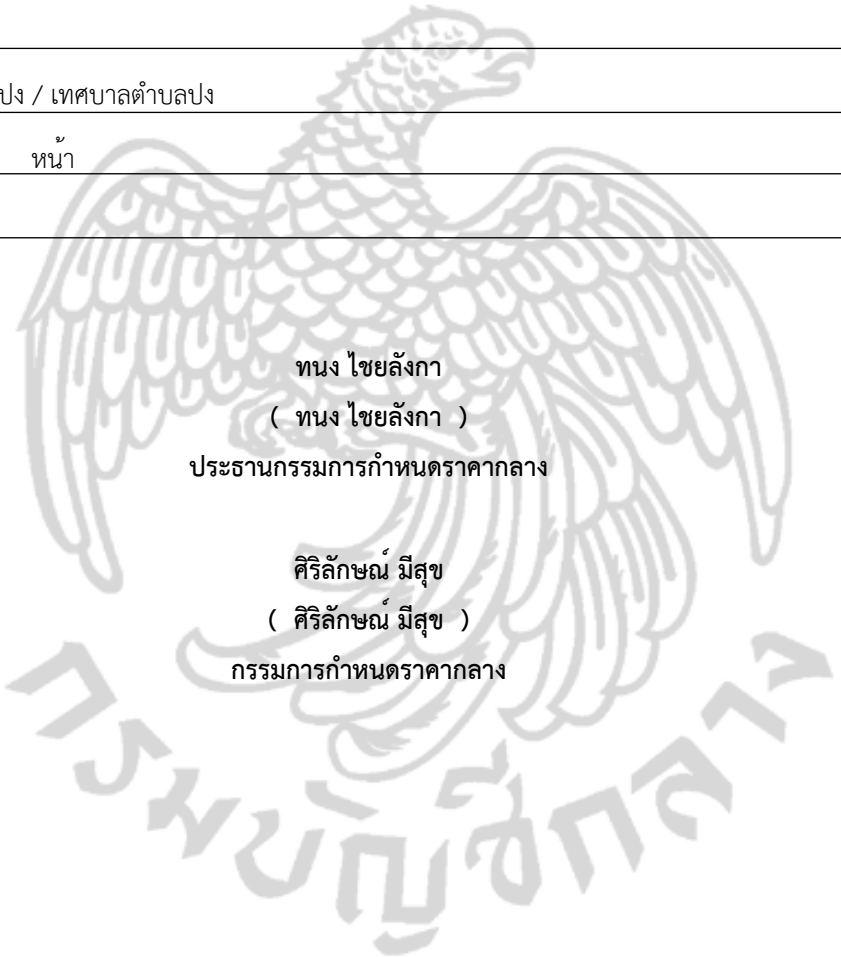 ปง / เทศบาลตำบลปง
หน้า
ทนง ไชยลังกา
( ทนง ไชยลังกา )
ประธานกรรมการกำหนดราคากลาง
ศิริลักษณ์ มีสุข
( ศิริลักษณ์ มีสุข )
กรรมการกำหนดราคากลาง
กรมบัญชีกลาง